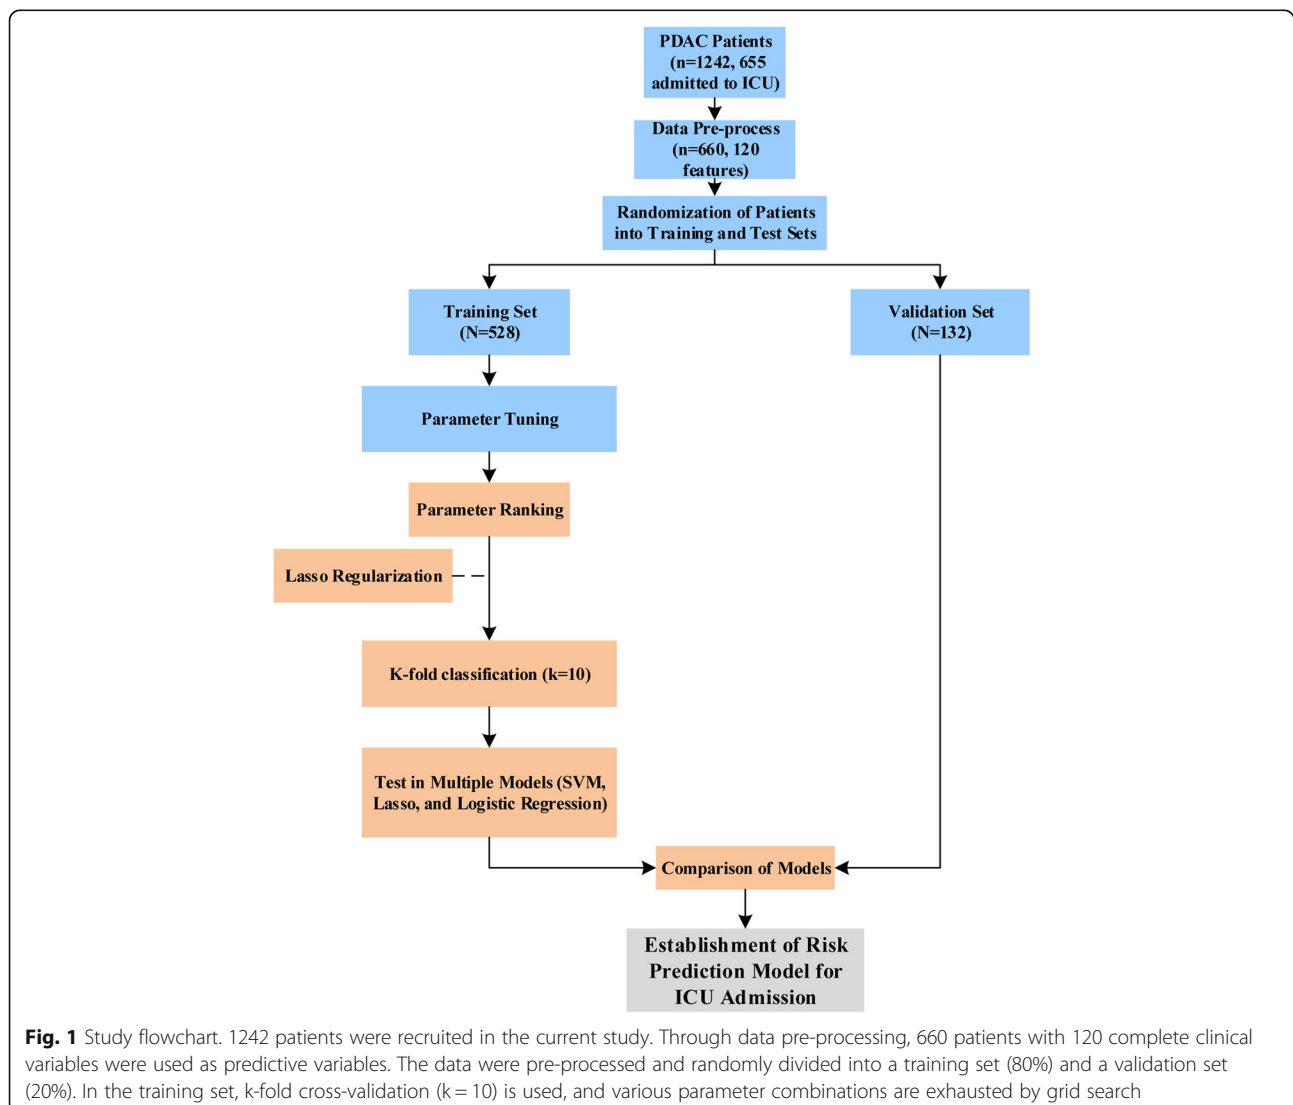 PDAC Patients
(n=1242, 655
admitted to ICU)
Data Pre-process
(n=660, 120
features)
Randomization of Patients
into Training and Test Sets
Training Set
(N=528)
Validation Set
(N=132)
Parameter Tuning
Parameter Ranking
Lasso Regularization
K-fold classification (k=10)
Test in Multiple Models (SVM,
Lasso, and Logistic Regression)
Comparison of Models
Establishment of Risk
Prediction Model for
ICU Admission
Fig. 1 Study flowchart. 1242 patients were recruited in the current study. Through data pre-processing, 660 patients with 120 complete clinical
variables were used as predictive variables. The data were pre-processed and randomly divided into a training set (80%) and a validation set
(20%). In the training set, k-fold cross-validation (k = 10) is used, and various parameter combinations are exhausted by grid search